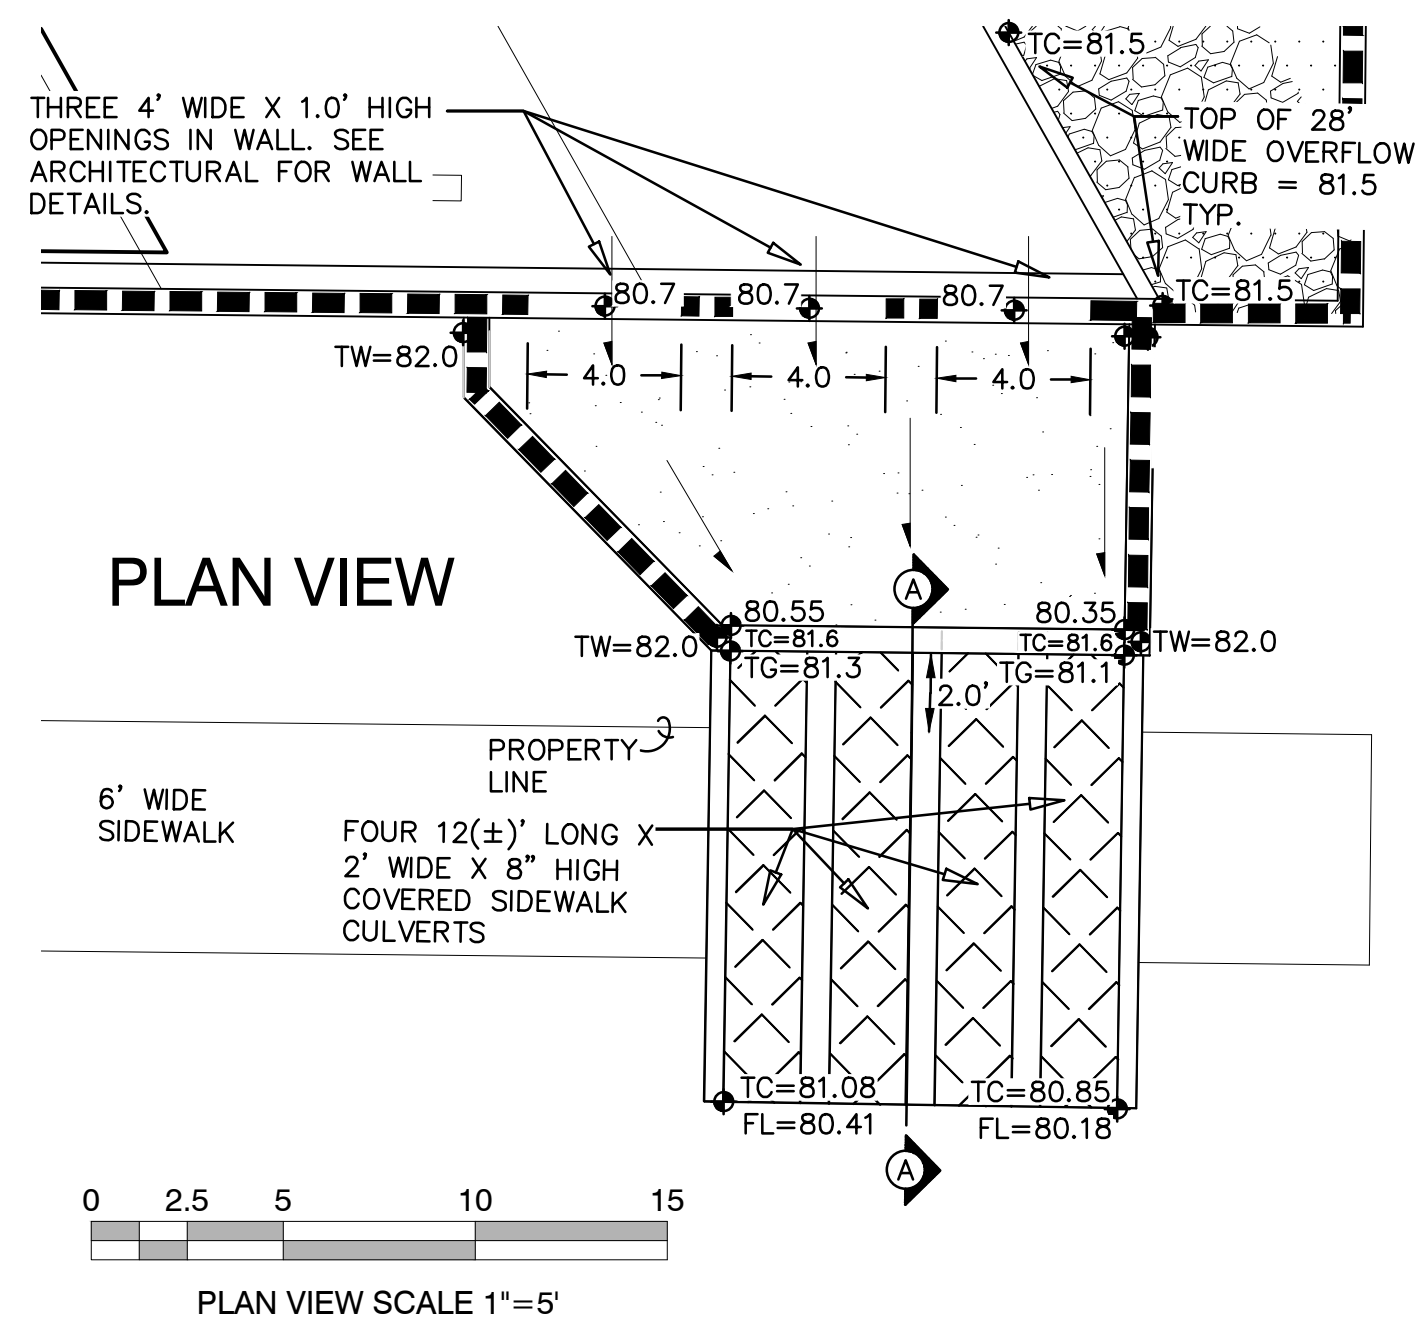 TC=81.5
THREE 4' WIDE X 1.0' HIGH
OPENINGS IN WALL. SEE
ARCHITECTURAL FOR WALL
DETAILS.
TOP OF 28'
WIDE OVERFLOW
CURB = 81.5
TYP.
80.7
80.7
80.7
TC=81.5
TW=82.0
4.0
4.0
4.0
PLAN VIEW
A
80.55
80.35
TW=82.0
TC=81.6
TC=81.6
TW=82.0
TG=81.3
TG=81.1
2.0'
PROPERTY
LINE
6' WIDE
SIDEWALK
FOUR 12(±)' LONG X
2' WIDE X 8" HIGH
COVERED SIDEWALK
CULVERTS
TC=81.08
TC=80.85
FL=80.41
FL=80.18
A
0 2.5 5 10 15
PLAN VIEW SCALE 1"=5'